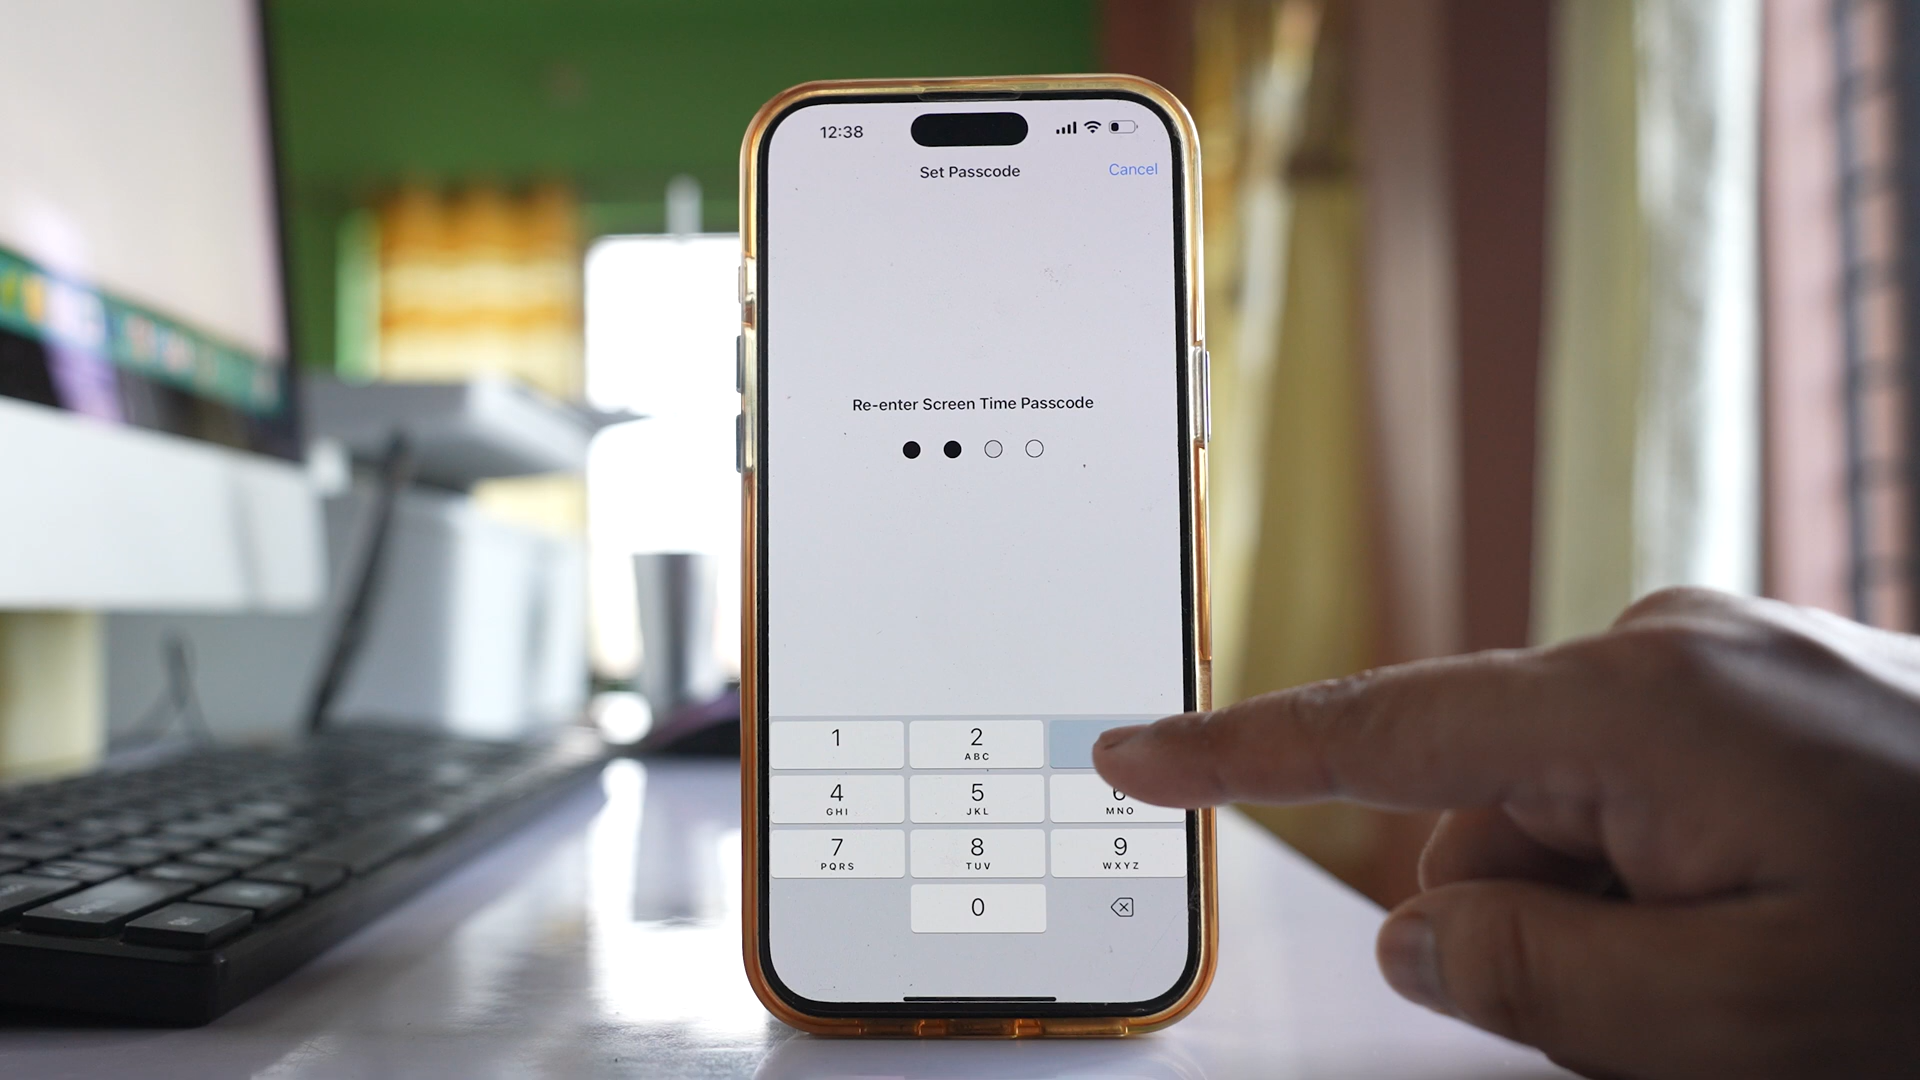 12:38
Set Passcode
Cancel
Re-enter Screen Time Passcode
1
2
ABC
4
GHI
5
JKL
6
MNO
7
PQRS
8
TUV
9
WXYZ
0